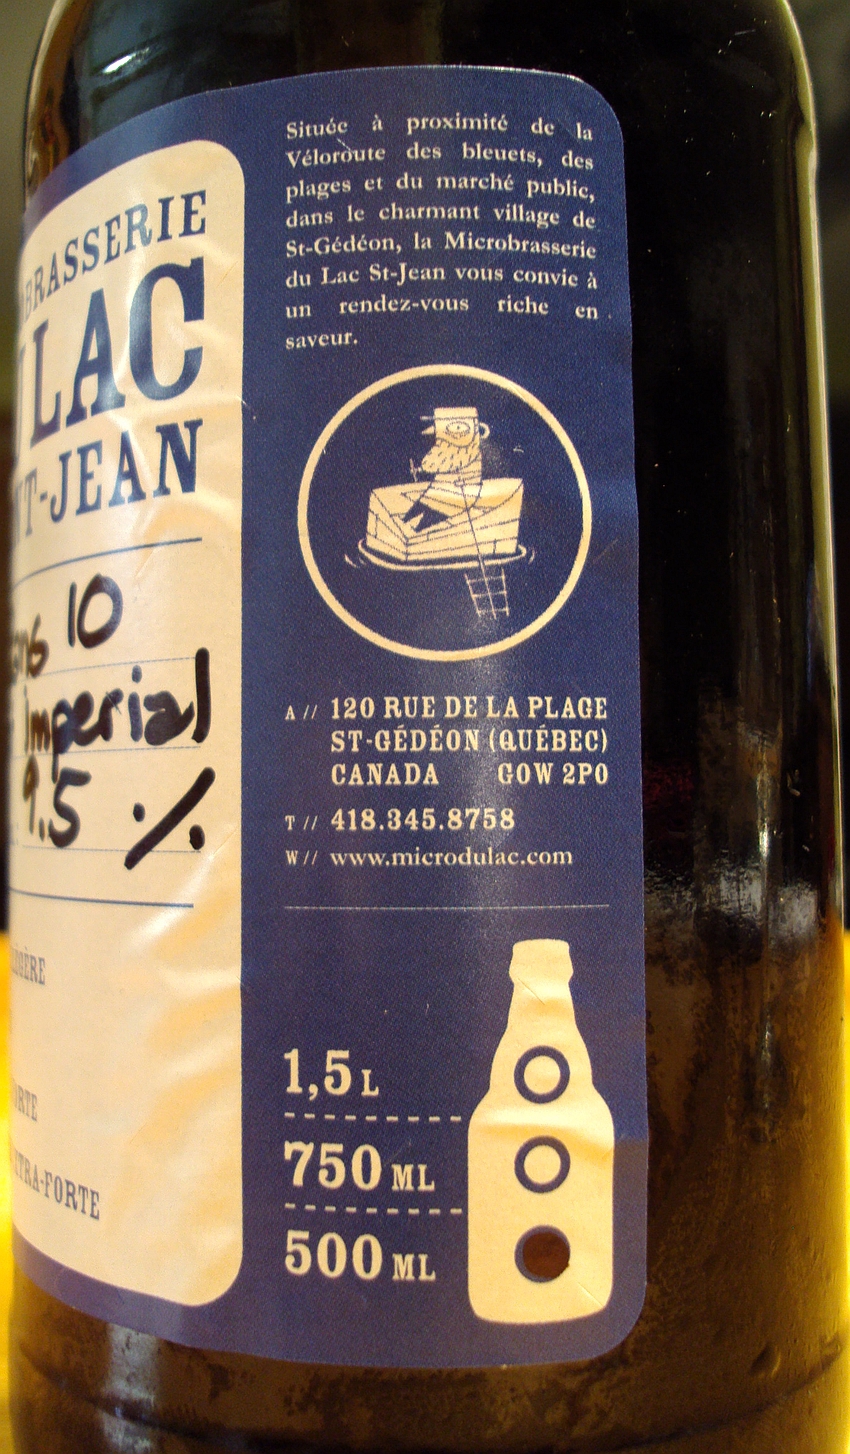 BRASSERIE
LAC
T-JEAN
10
Imperial
9.5 %
ORTE
TRA-FORTE
Située à proximité de la
Véloroute des bleuets, des
plages et du marché public,
dans le charmant village de
St-Gédéon, la Microbrasserie
du Lac St-Jean vous convie à
un rendez-vous riche en
saveur.
A // 120 RUE DE LA PLAGE
ST-GÉDÉON (QUÉBEC)
CANADA G0W 2P0
T // 418.345.8758
W // www.microdulac.com
1,5 L
750 ML
500 ML